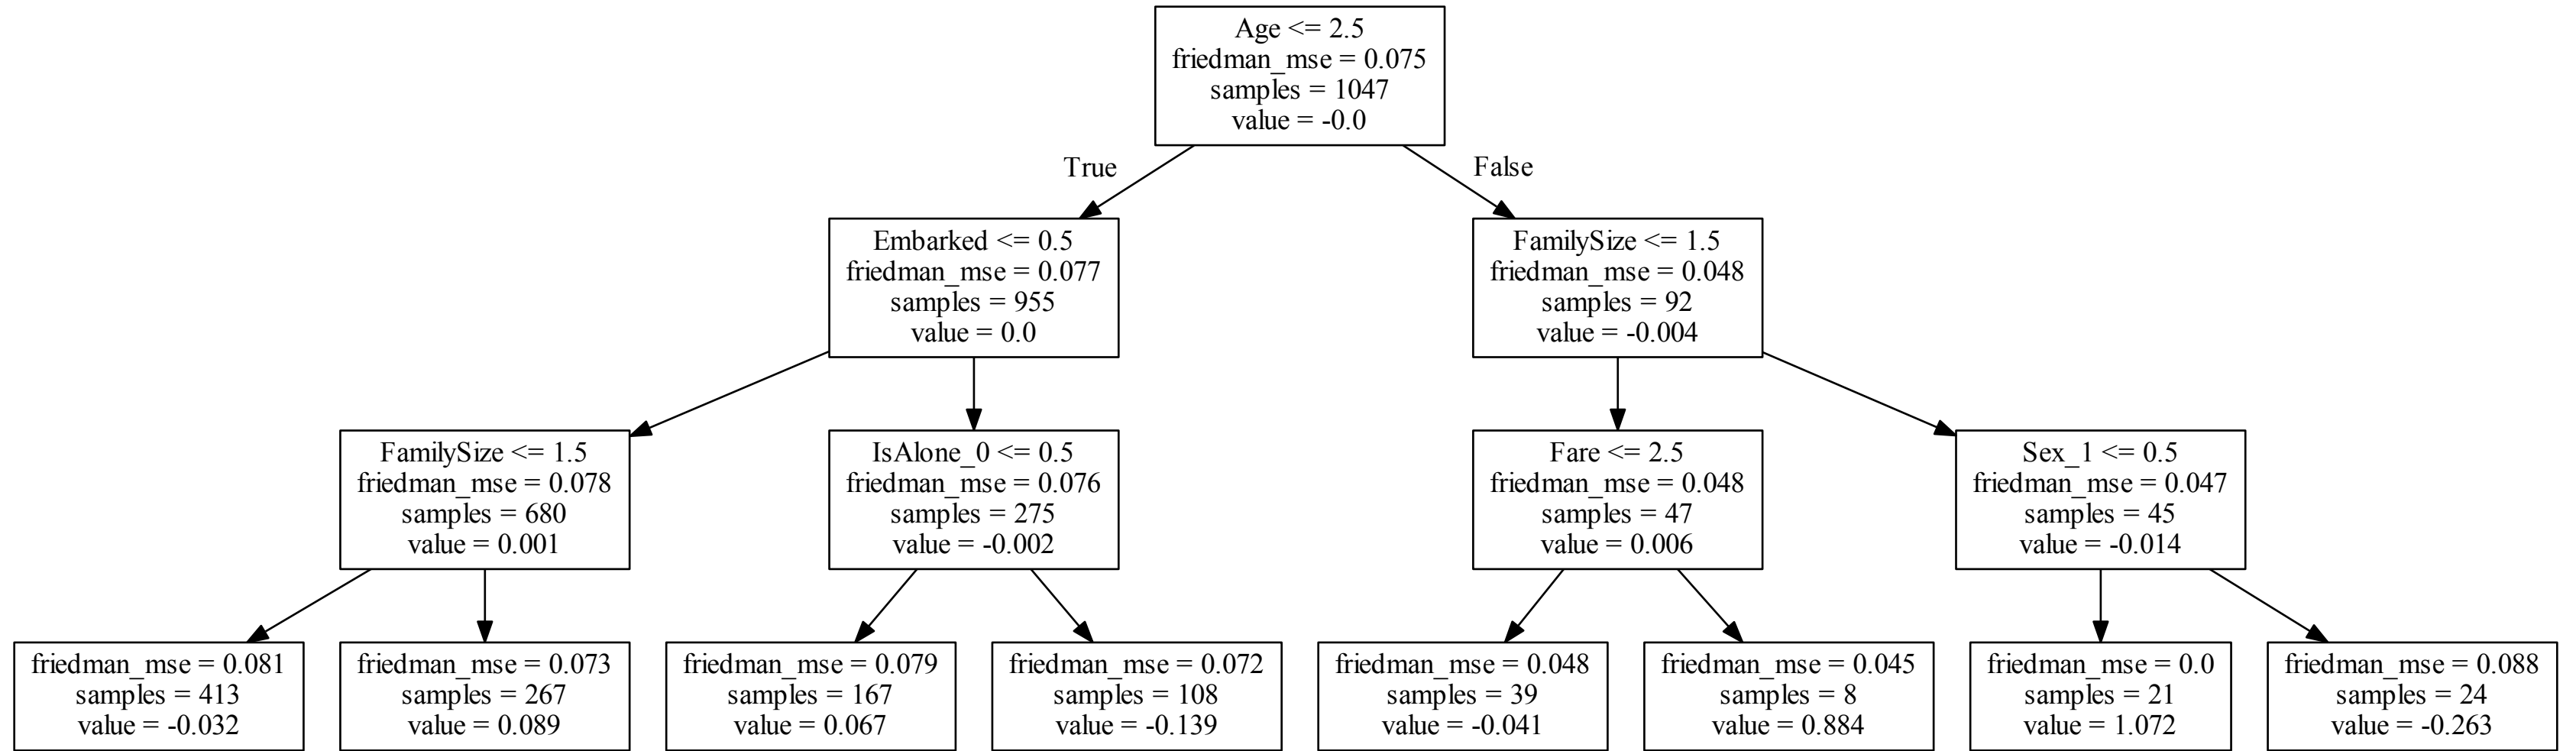 Age <= 2.5
friedman_mse = 0.075
samples = 1047
value = -0.0
True
False
Embarked <= 0.5
friedman_mse = 0.077
samples = 955
value = 0.0
FamilySize <= 1.5
friedman_mse = 0.048
samples = 92
value = -0.004
FamilySize <= 1.5
friedman_mse = 0.078
samples = 680
value = 0.001
IsAlone_0 <= 0.5
friedman_mse = 0.076
samples = 275
value = -0.002
Fare <= 2.5
friedman_mse = 0.048
samples = 47
value = 0.006
Sex_1 <= 0.5
friedman_mse = 0.047
samples = 45
value = -0.014
friedman_mse = 0.081
samples = 413
value = -0.032
friedman_mse = 0.073
samples = 267
value = 0.089
friedman_mse = 0.079
samples = 167
value = 0.067
friedman_mse = 0.072
samples = 108
value = -0.139
friedman_mse = 0.048
samples = 39
value = -0.041
friedman_mse = 0.045
samples = 8
value = 0.884
friedman_mse = 0.0
samples = 21
value = 1.072
friedman_mse = 0.088
samples = 24
value = -0.263